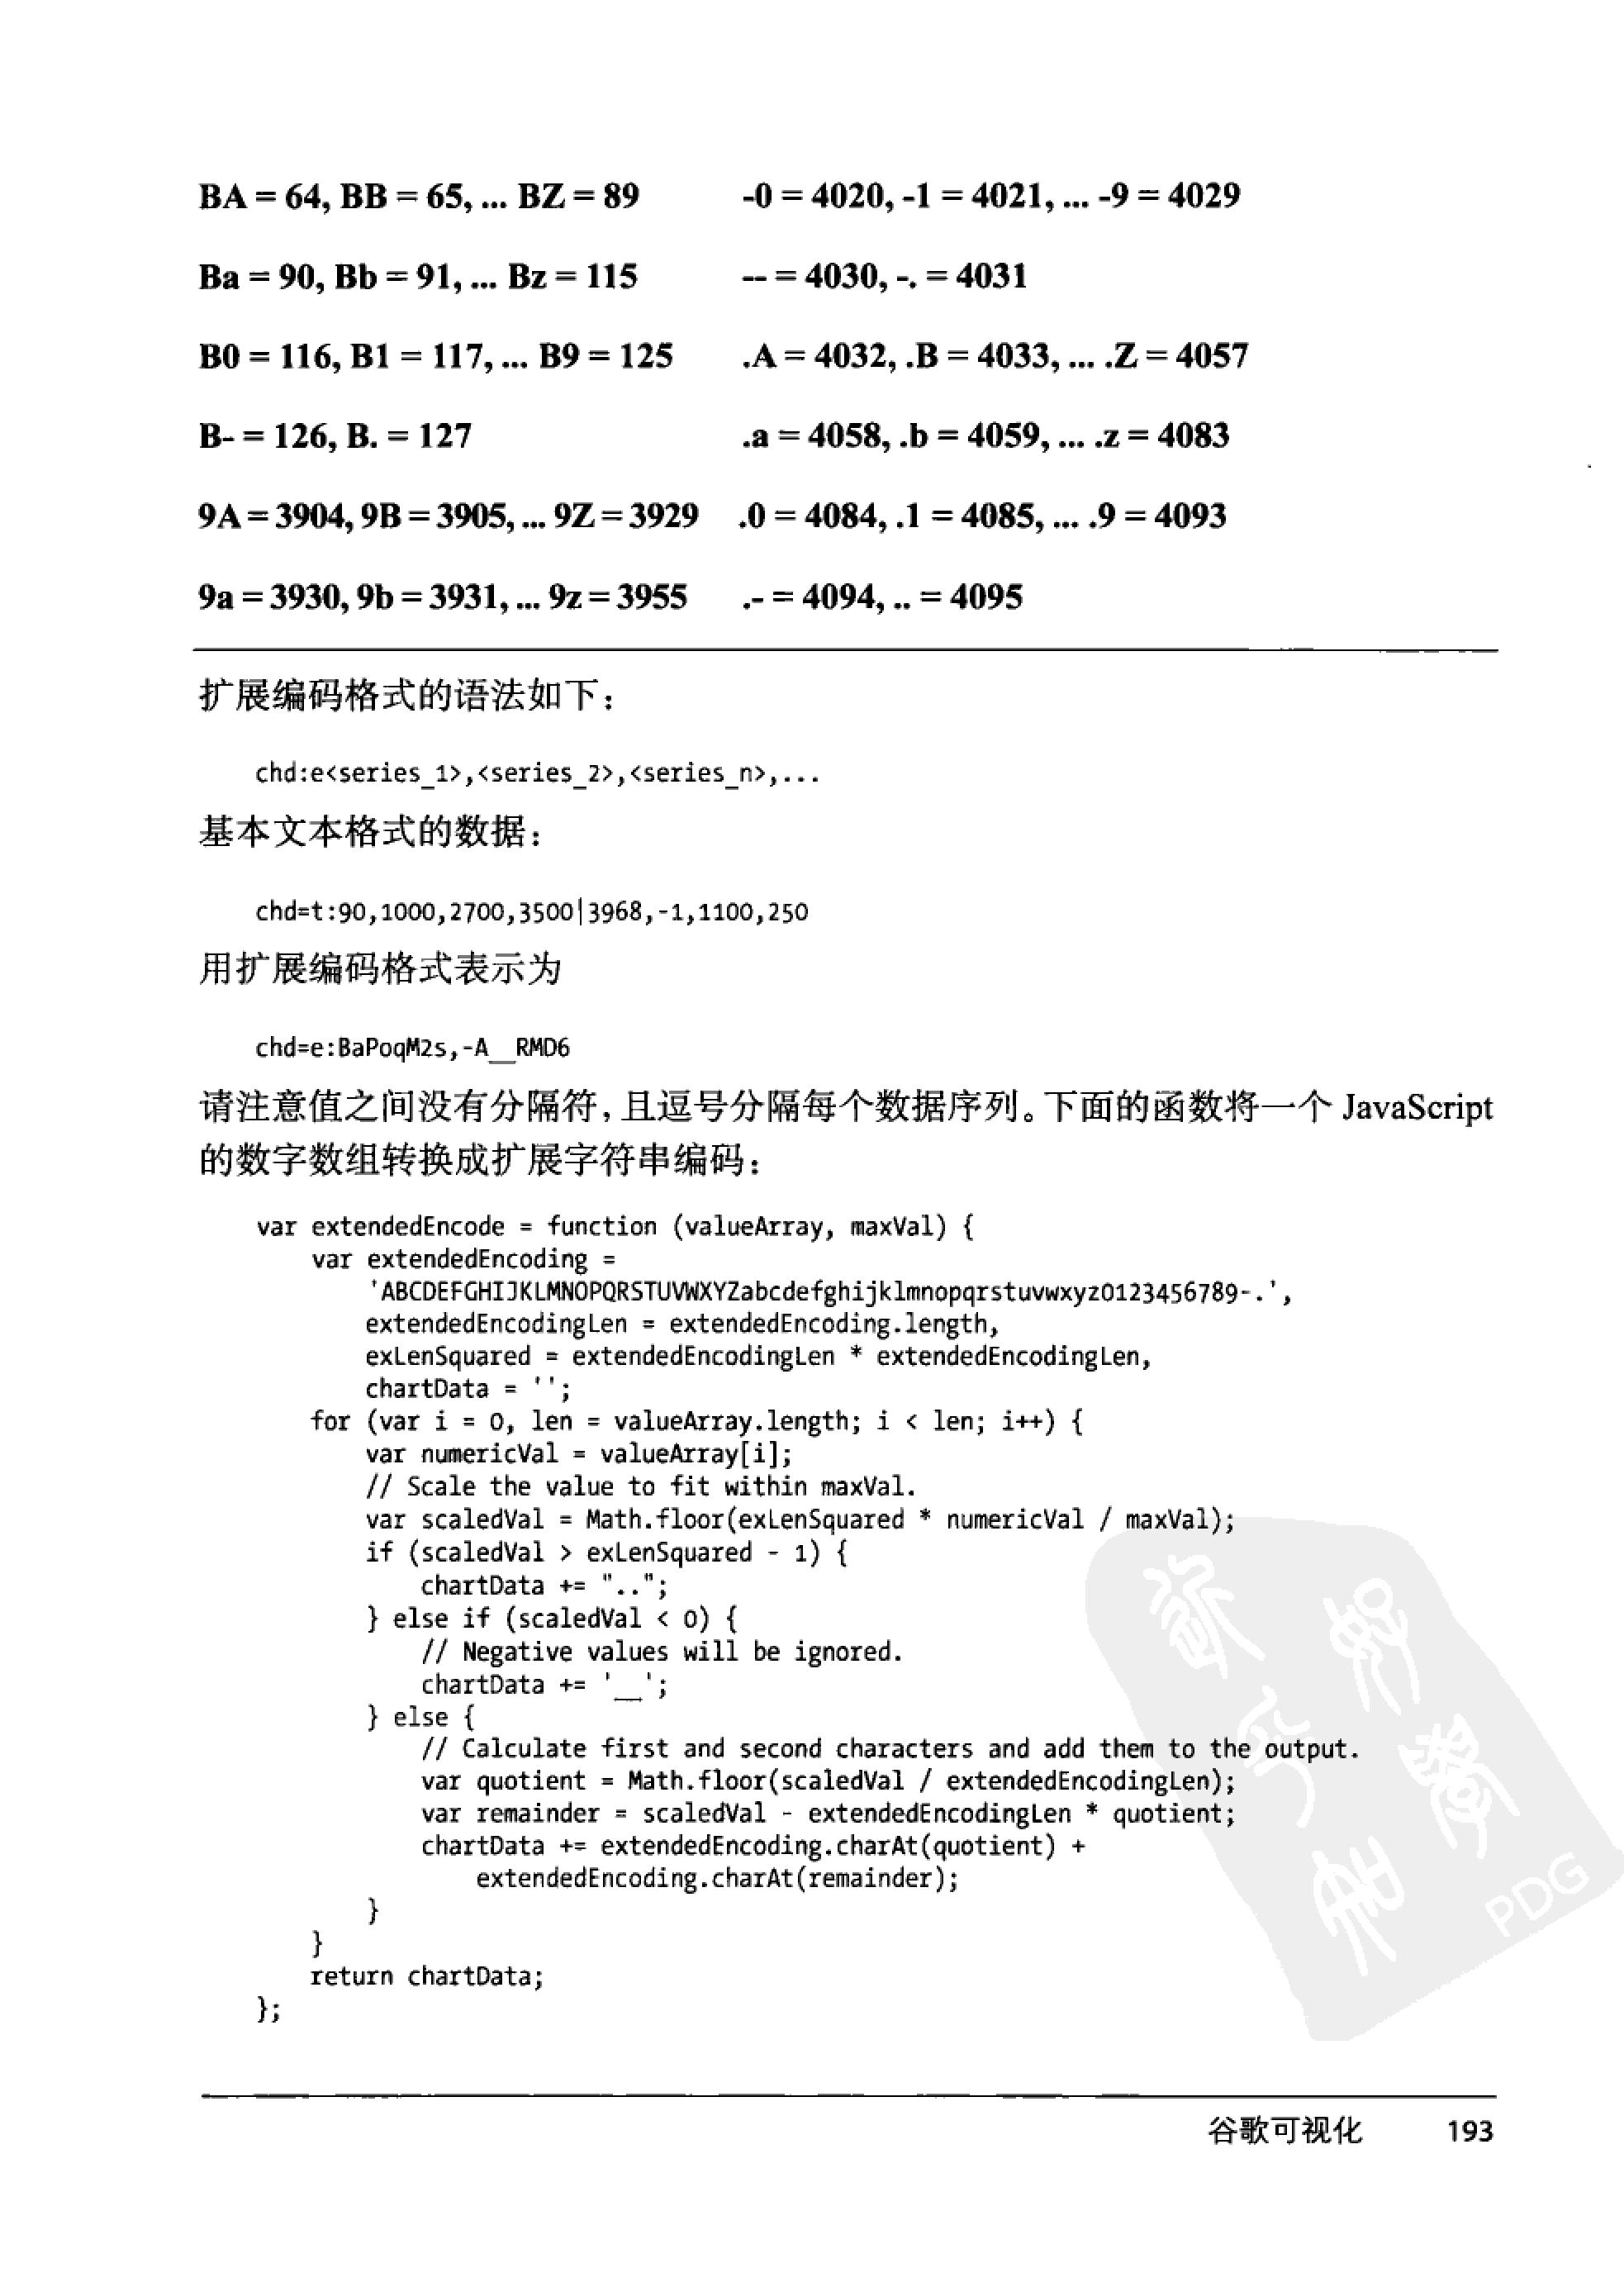 BA = 64, BB = 65, ... BZ = 89 -0 = 4020, -1 = 4021, ... -9 = 4029
Ba = 90, Bb = 91, ... Bz = 115 -- = 4030, -. = 4031
B0 = 116, B1 = 117, ... B9 = 125 .A = 4032, .B = 4033, ... .Z = 4057
B- = 126, B. = 127 .a = 4058, .b = 4059, ... .z = 4083
9A = 3904, 9B = 3905, ... 9Z = 3929 .0 = 4084, .1 = 4085, ... .9 = 4093
9a = 3930, 9b = 3931, ... 9z = 3955 .- = 4094, .. = 4095
扩展编码格式的语法如下：
chd:e<series_1>,<series_2>,<series_n>,...
基本文本格式的数据：
chd=t:90,1000,2700,3500|3968,-1,1100,250
用扩展编码格式表示为
chd=e:BaPoqM2s,-A__RMD6
请注意值之间没有分隔符，且逗号分隔每个数据序列。下面的函数将一个 JavaScript
的数字数组转换成扩展字符串编码：
var extendedEncode = function (valueArray, maxVal) {
var extendedEncoding =
'ABCDEFGHIJKLMNOPQRSTUVWXYZabcdefghijklmnopqrstuvwxyz0123456789-.',
extendedEncodingLen = extendedEncoding.length,
exLenSquared = extendedEncodingLen * extendedEncodingLen,
chartData = '';
for (var i = 0, len = valueArray.length; i < len; i++) {
var numericVal = valueArray[i];
// Scale the value to fit within maxVal.
var scaledVal = Math.floor(exLenSquared * numericVal / maxVal);
if (scaledVal > exLenSquared - 1) {
chartData += "..";
} else if (scaledVal < 0) {
// Negative values will be ignored.
chartData += '__';
} else {
// Calculate first and second characters and add them to the output.
var quotient = Math.floor(scaledVal / extendedEncodingLen);
var remainder = scaledVal - extendedEncodingLen * quotient;
chartData += extendedEncoding.charAt(quotient) +
extendedEncoding.charAt(remainder);
}
}
return chartData;
};
PDG
谷歌可视化 193